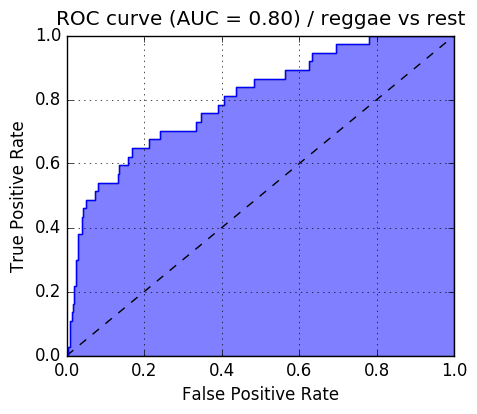 ROC curve (AUC = 0.80) / reggae vs rest
1.0
0.8
0.6
0.4
0.2
0.0
True Positive Rate
0.0 0.2 0.4 0.6 0.8 1.0
False Positive Rate